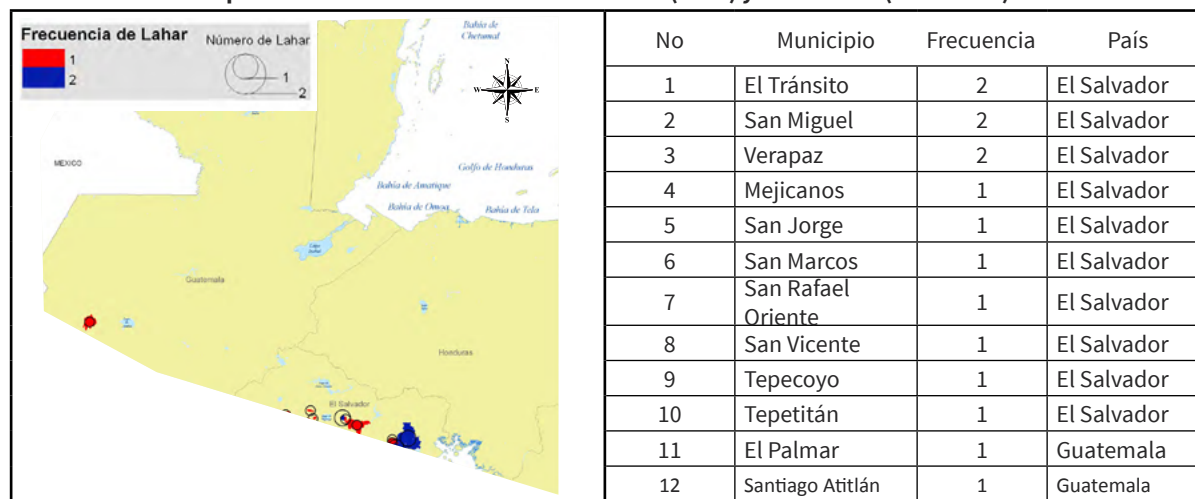 Frecuencia de Lahar
1
2
Número de Lahar
1
2
Bahía de
Chetumal
N
W E
S
MEXICO
Golfo de Honduras
Bahía de Amatique
Bahía de Omoa
Bahía de Tela
Guatemala
Honduras
El Salvador
No Municipio Frecuencia País
1 El Tránsito 2 El Salvador
2 San Miguel 2 El Salvador
3 Verapaz 2 El Salvador
4 Mejicanos 1 El Salvador
5 San Jorge 1 El Salvador
6 San Marcos 1 El Salvador
7 San Rafael
Oriente 1 El Salvador
8 San Vicente 1 El Salvador
9 Tepecoyo 1 El Salvador
10 Tepetitán 1 El Salvador
11 El Palmar 1 Guatemala
12 Santiago Atitlán 1 Guatemala